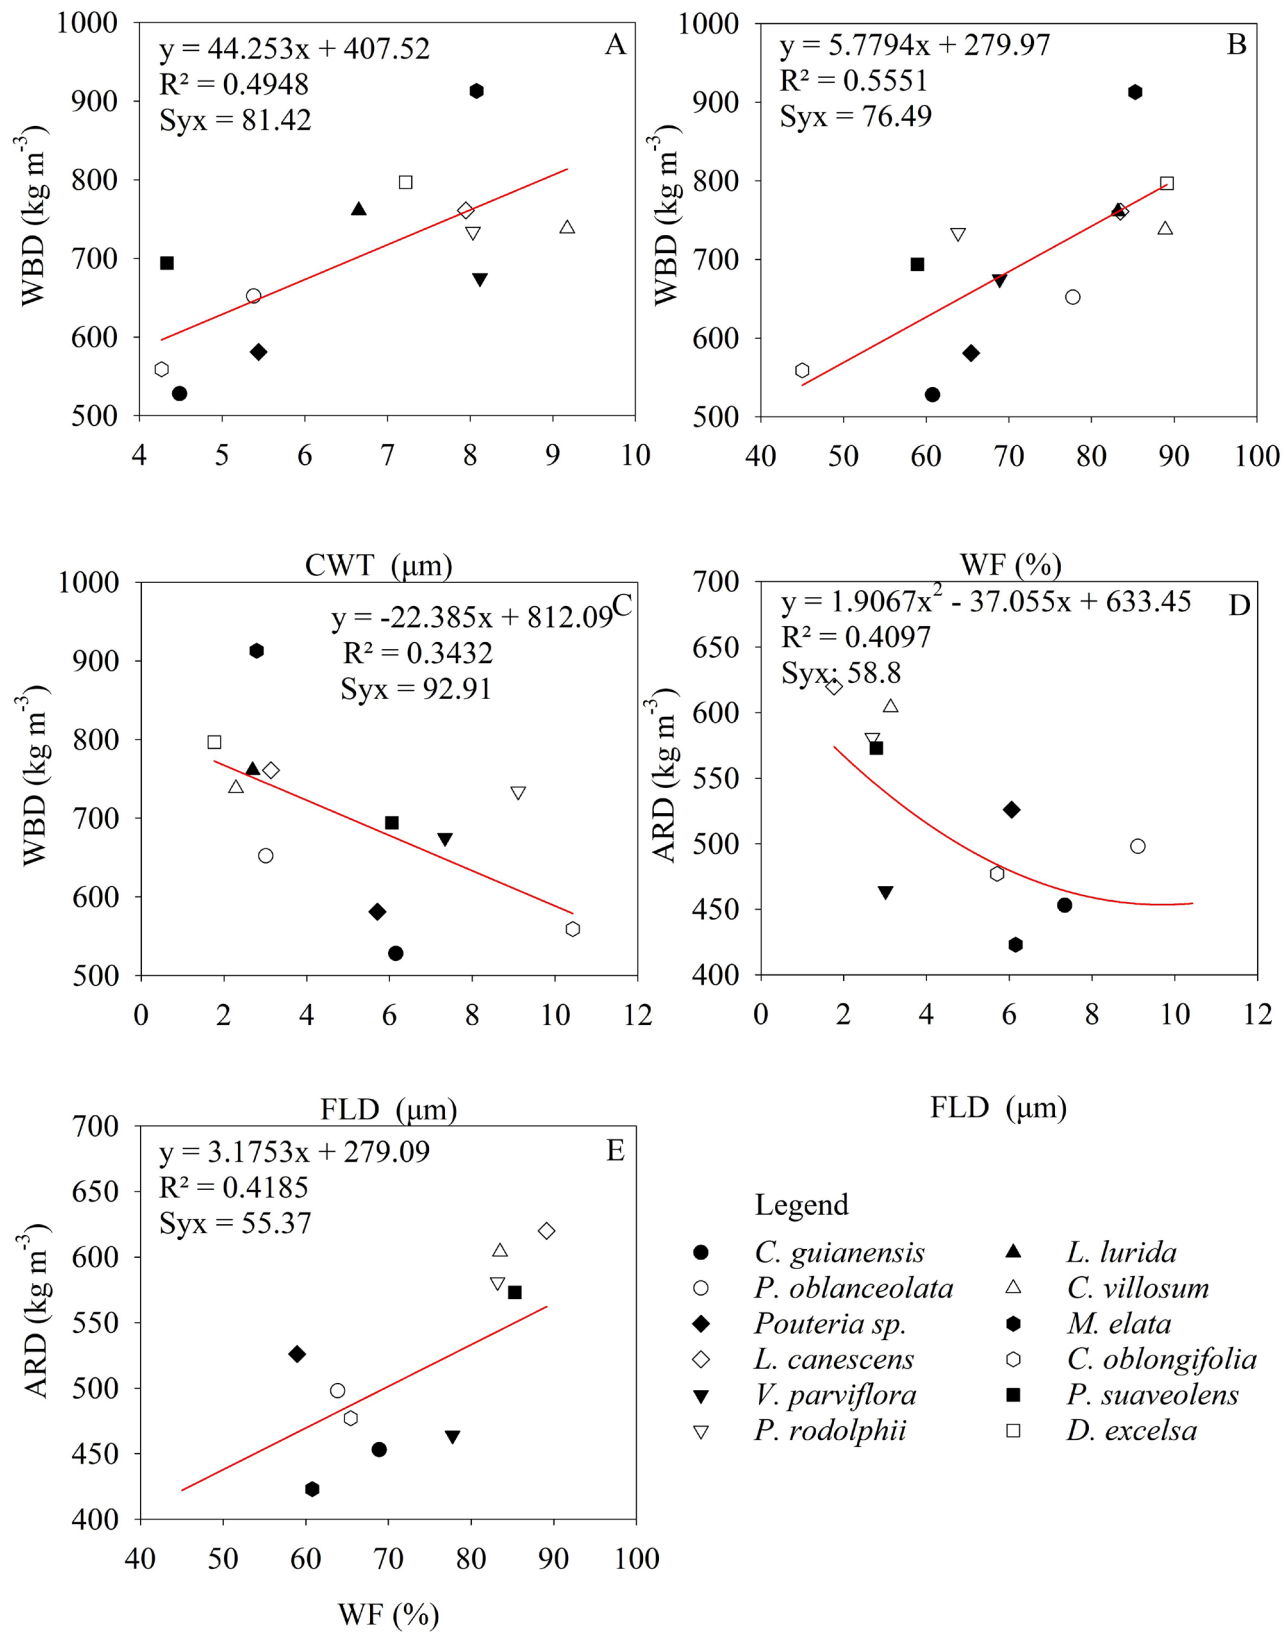 A
y = 44.253x + 407.52
R² = 0.4948
Syx = 81.42
WBD (kg m⁻³)
1000
900
800
700
600
500
4 5 6 7 8 9 10
CWT (μm)
B
y = 5.7794x + 279.97
R² = 0.5551
Syx = 76.49
WBD (kg m⁻³)
1000
900
800
700
600
500
40 50 60 70 80 90 100
WF (%)
C
y = -22.385x + 812.09
R² = 0.3432
Syx = 92.91
WBD (kg m⁻³)
1000
900
800
700
600
500
0 2 4 6 8 10 12
FLD (μm)
D
y = 1.9067x² - 37.055x + 633.45
R² = 0.4097
Syx: 58.8
ARD (kg m⁻³)
700
650
600
550
500
450
400
0 2 4 6 8 10 12
FLD (μm)
E
y = 3.1753x + 279.09
R² = 0.4185
Syx = 55.37
ARD (kg m⁻³)
700
650
600
550
500
450
400
40 50 60 70 80 90 100
WF (%)
Legend
C. guianensis
P. oblanceolata
Pouteria sp.
L. canescens
V. parviflora
P. rodolphii
L. lurida
C. villosum
M. elata
C. oblongifolia
P. suaveolens
D. excelsa